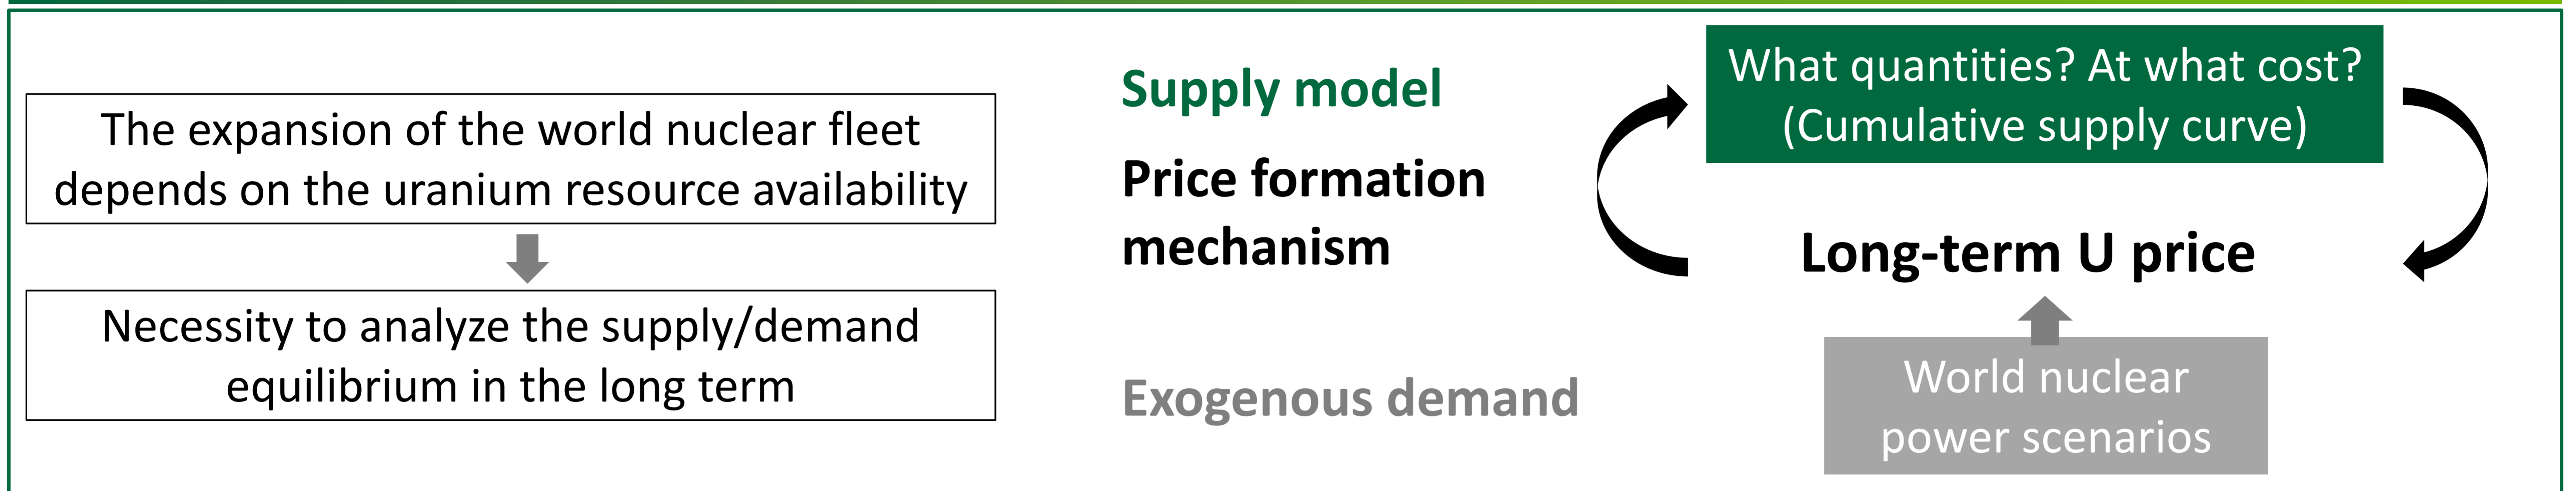 The expansion of the world nuclear fleet
depends on the uranium resource availability
Necessity to analyze the supply/demand
equilibrium in the long term
Supply model
Price formation
mechanism
Exogenous demand
What quantities? At what cost?
(Cumulative supply curve)
Long-term U price
World nuclear
power scenarios